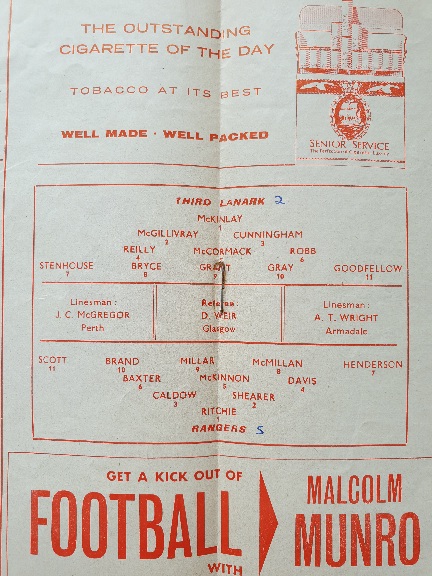 THE OUTSTANDING
CIGARETTE OF THE DAY
TOBACCO AT ITS BEST
WELL MADE · WELL PACKED
SENIOR SERVICE
THIRD LANARK 2
McKINLAY
1
McGILLIVRAY CUNNINGHAM
2 3
REILLY McCORMACK ROBB
4 5 6
STENHOUSE BRYCE GRANT GRAY GOODFELLOW
7 8 9 10 11
Linesman : Referee : Linesman :
J. C. McGREGOR D. WEIR A. T. WRIGHT
Perth Glasgow Armadale
SCOTT BRAND MILLAR McMILLAN HENDERSON
11 10 9 8 7
BAXTER McKINNON DAVIS
6 5 4
CALDOW SHEARER
3 2
RITCHIE
1
RANGERS 5
GET A KICK OUT OF
FOOTBALL
WITH
MALCOLM
MUNRO